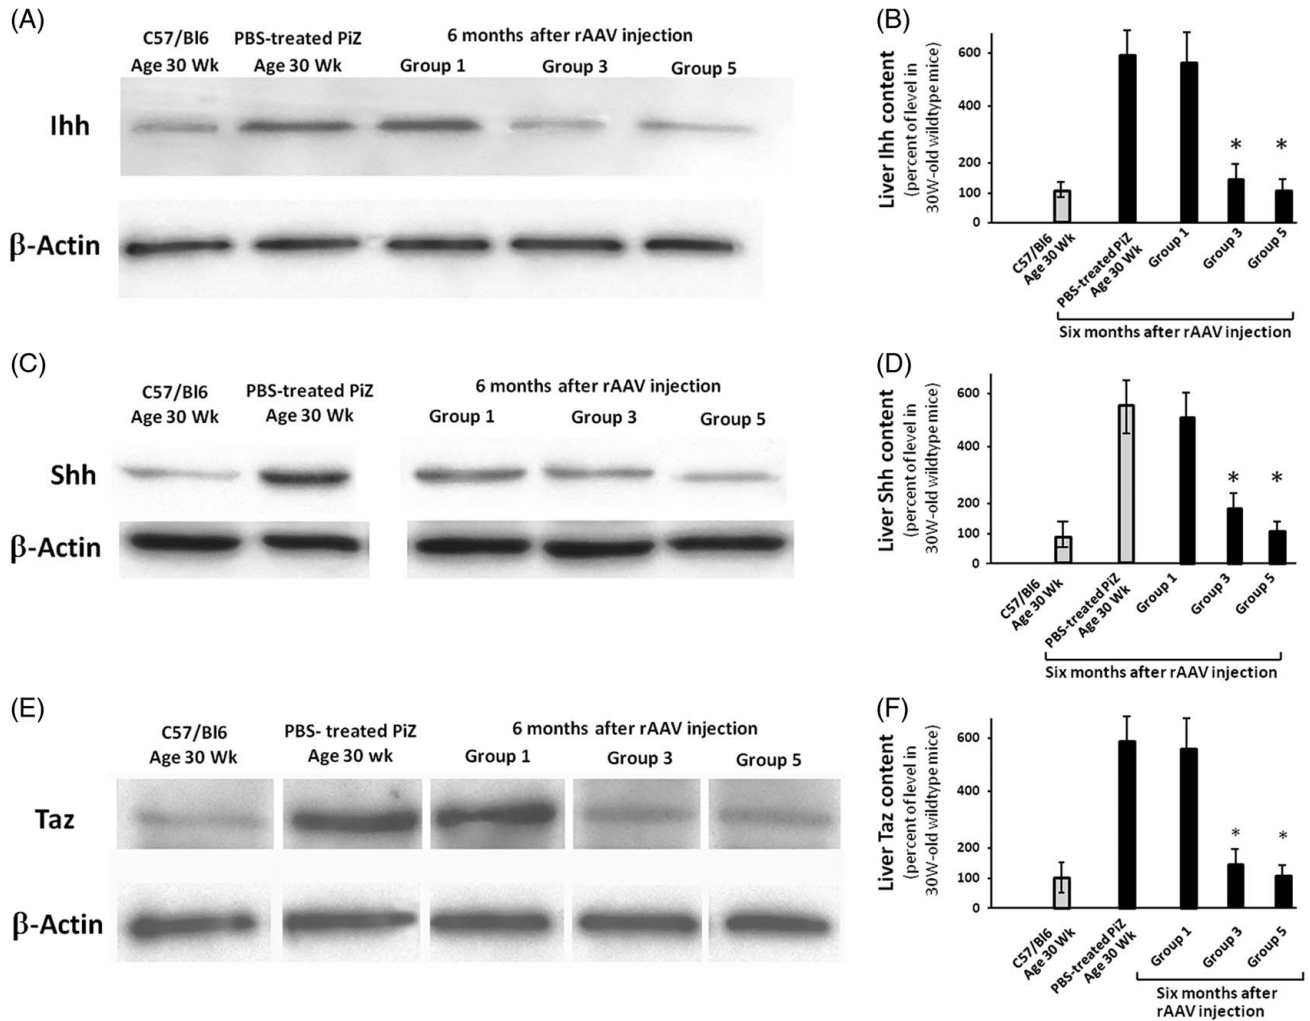 (A)
C57/Bl6
Age 30 Wk
PBS-treated PiZ
Age 30 Wk
6 months after rAAV injection
Group 1
Group 3
Group 5
Ihh
β-Actin
(B)
Liver Ihh content
(percent of level in
30W-old wildtype mice)
600
400
200
100
0
*
*
C57/Bl6
Age 30 Wk
PBS-treated PiZ
Age 30 Wk
Group 1
Group 3
Group 5
Six months after rAAV injection
(C)
C57/Bl6
Age 30 Wk
PBS-treated PiZ
Age 30 Wk
6 months after rAAV injection
Group 1
Group 3
Group 5
Shh
β-Actin
(D)
Liver Shh content
(percent of level in
30W-old wildtype mice)
600
400
200
100
0
*
*
C57/Bl6
Age 30 Wk
PBS-treated PiZ
Age 30 Wk
Group 1
Group 3
Group 5
Six months after rAAV injection
(E)
C57/Bl6
Age 30 Wk
PBS- treated PiZ
Age 30 wk
6 months after rAAV injection
Group 1
Group 3
Group 5
Taz
β-Actin
(F)
Liver Taz content
(percent of level in
30W-old wildtype mice)
600
400
200
100
0
*
*
C57/Bl6
Age 30 Wk
PBS-treated PiZ
Age 30 Wk
Group 1
Group 3
Group 5
Six months after
rAAV injection